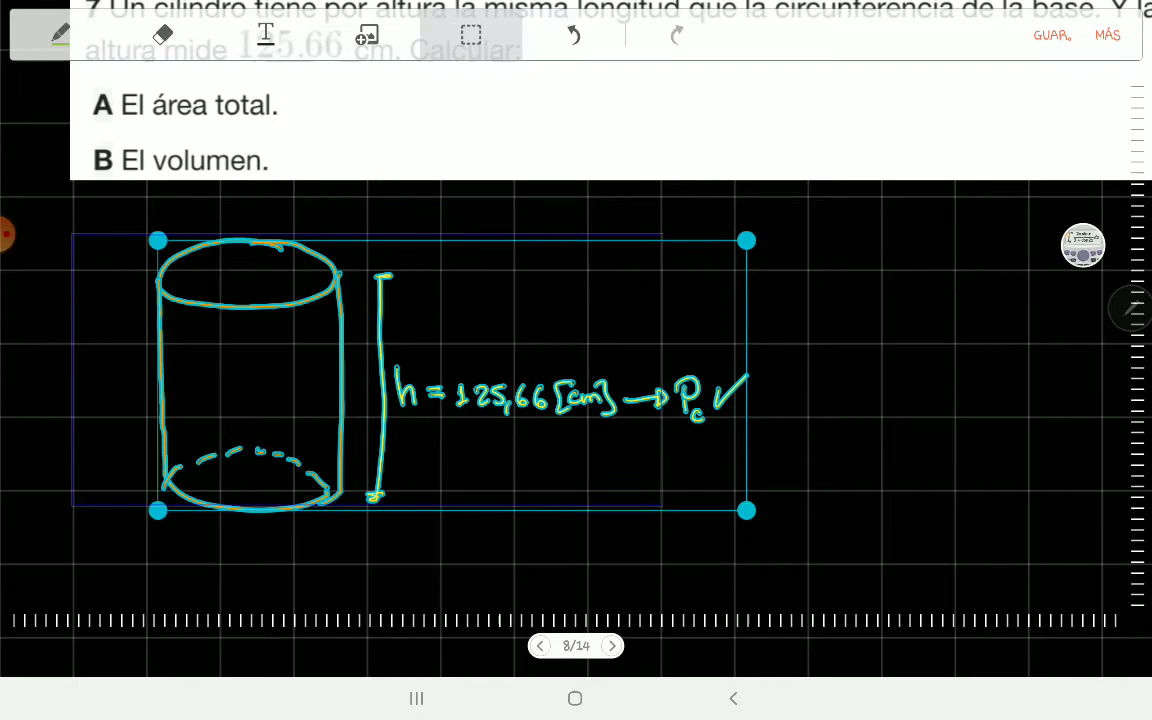 7 Un cilindro tiene por altura la misma longitud que la circunferencia de la base. Y la
altura mide 125.66 cm. Calcular:
GUAR. MÁS
A El área total.
B El volumen.
h = 125,66 [cm] → Pc ✓
8/14